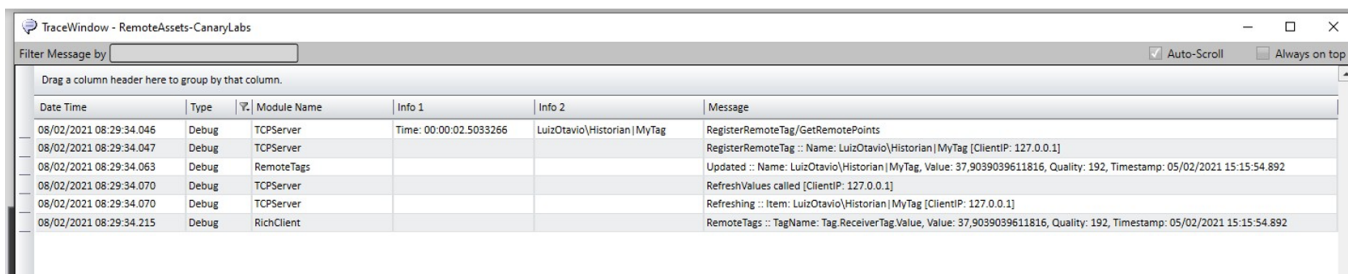 TraceWindow - RemoteAssets-CanaryLabs
Filter Message by Auto-Scroll Always on top
Drag a column header here to group by that column.
Date Time Type Module Name Info 1 Info 2 Message
08/02/2021 08:29:34.046 Debug TCPServer Time: 00:00:02.5033266 LuizOtavio\Historian|MyTag RegisterRemoteTag/GetRemotePoints
08/02/2021 08:29:34.047 Debug TCPServer RegisterRemoteTag :: Name: LuizOtavio\Historian|MyTag [ClientIP: 127.0.0.1]
08/02/2021 08:29:34.063 Debug RemoteTags Updated :: Name: LuizOtavio\Historian|MyTag, Value: 37,9039039611816, Quality: 192, Timestamp: 05/02/2021 15:15:54.892
08/02/2021 08:29:34.070 Debug TCPServer RefreshValues called [ClientIP: 127.0.0.1]
08/02/2021 08:29:34.070 Debug TCPServer Refreshing :: Item: LuizOtavio\Historian|MyTag [ClientIP: 127.0.0.1]
08/02/2021 08:29:34.215 Debug RichClient RemoteTags :: TagName: Tag.ReceiverTag.Value, Value: 37,9039039611816, Quality: 192, Timestamp: 05/02/2021 15:15:54.892